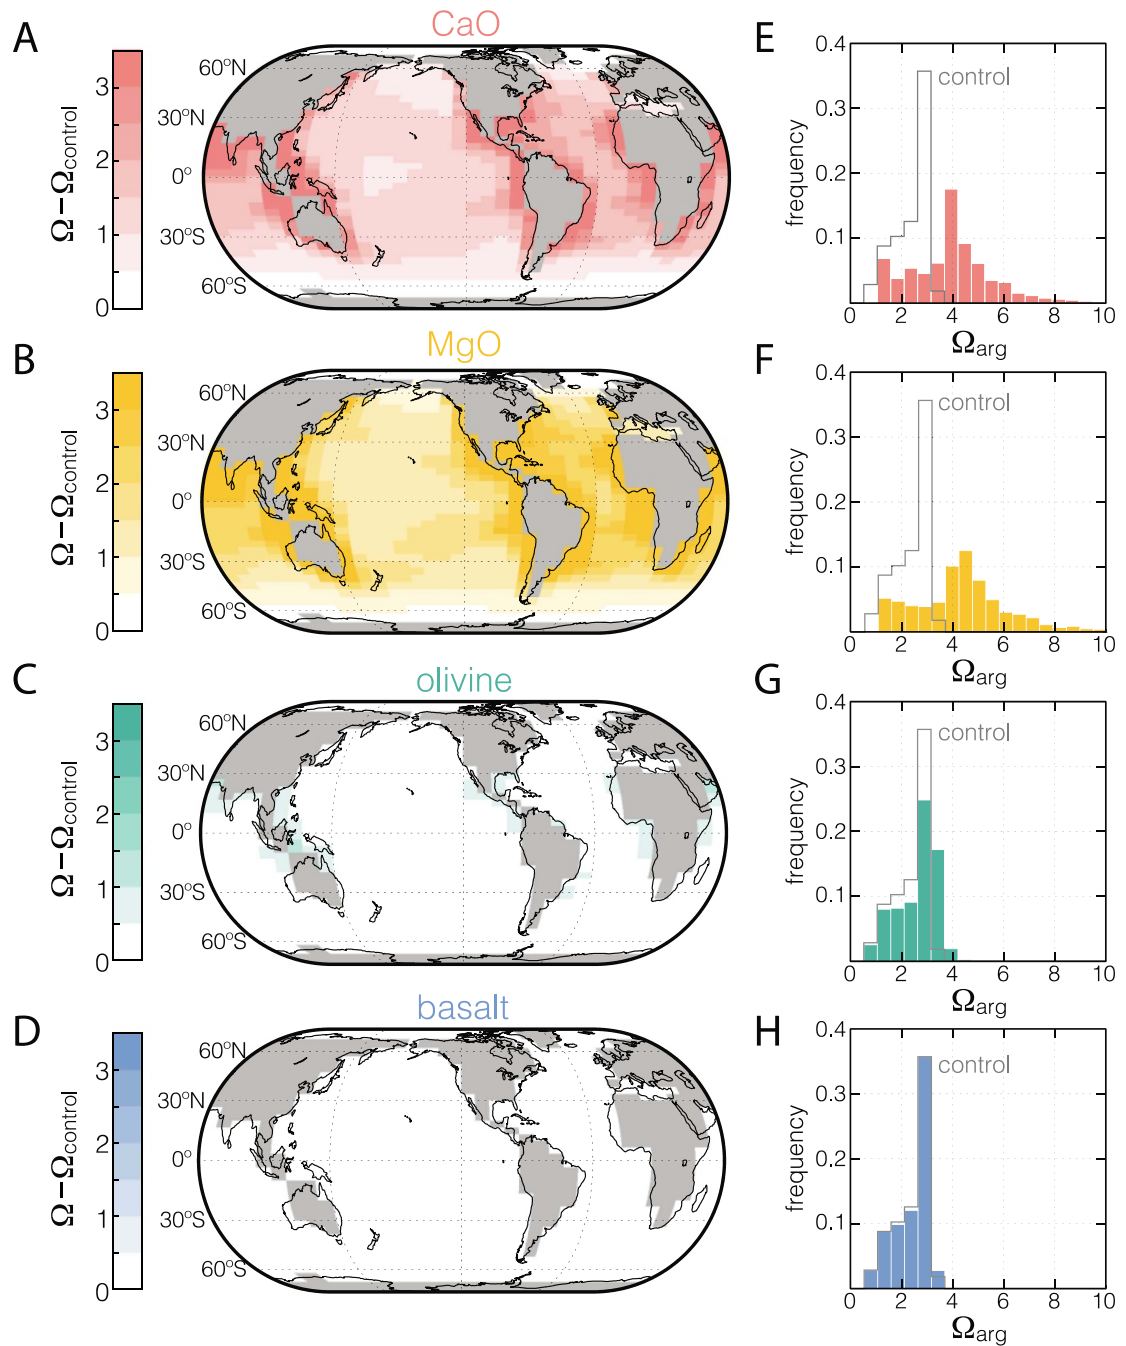 A
CaO
Ω−Ωcontrol
3
2
1
0
60°N
30°N
0°
30°S
60°S
E
frequency
0.4
0.3
0.2
0.1
control
0 2 4 6 8 10
Ωarg
B
MgO
Ω−Ωcontrol
3
2
1
0
60°N
30°N
0°
30°S
60°S
F
frequency
0.4
0.3
0.2
0.1
control
0 2 4 6 8 10
Ωarg
C
olivine
Ω−Ωcontrol
3
2
1
0
60°N
30°N
0°
30°S
60°S
G
frequency
0.4
0.3
0.2
0.1
control
0 2 4 6 8 10
Ωarg
D
basalt
Ω−Ωcontrol
3
2
1
0
60°N
30°N
0°
30°S
60°S
H
frequency
0.4
0.3
0.2
0.1
control
0 2 4 6 8 10
Ωarg